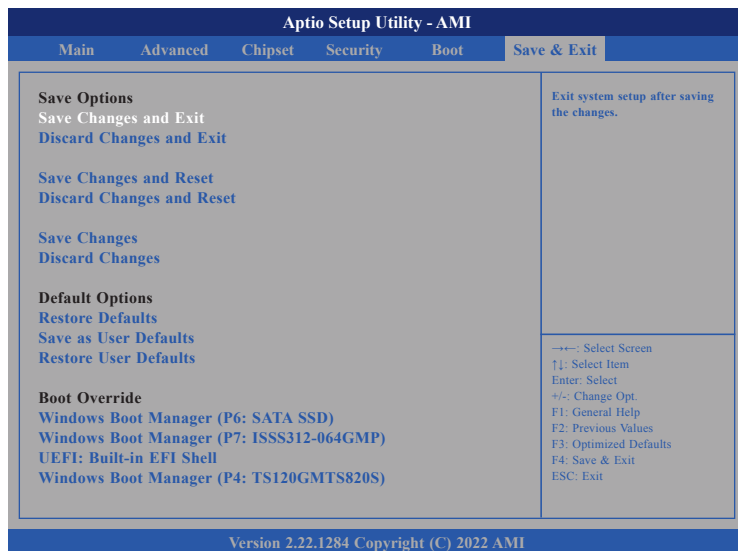 Aptio Setup Utility - AMI
Main Advanced Chipset Security Boot Save & Exit
Save Options
Save Changes and Exit
Discard Changes and Exit
Save Changes and Reset
Discard Changes and Reset
Save Changes
Discard Changes
Default Options
Restore Defaults
Save as User Defaults
Restore User Defaults
Boot Override
Windows Boot Manager (P6: SATA SSD)
Windows Boot Manager (P7: ISSS312-064GMP)
UEFI: Built-in EFI Shell
Windows Boot Manager (P4: TS120GMTS820S)
Exit system setup after saving
the changes.
→←: Select Screen
↑↓: Select Item
Enter: Select
+/-: Change Opt.
F1: General Help
F2: Previous Values
F3: Optimized Defaults
F4: Save & Exit
ESC: Exit
Version 2.22.1284 Copyright (C) 2022 AMI